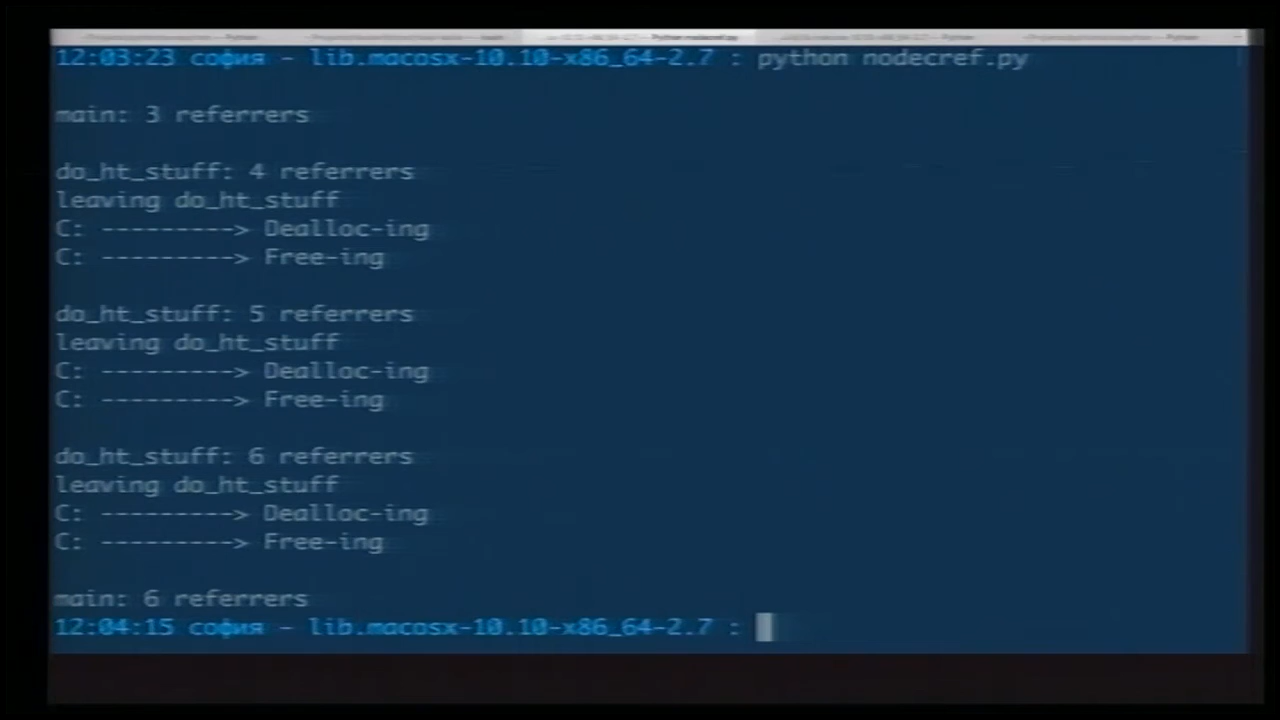 12:03:23 софия - lib.macosx-10.10-x86_64-2.7 : python nodecref.py
main: 3 referrers
do_ht_stuff: 4 referrers
leaving do_ht_stuff
C: ---------> Dealloc-ing
C: ---------> Free-ing
do_ht_stuff: 5 referrers
leaving do_ht_stuff
C: ---------> Dealloc-ing
C: ---------> Free-ing
do_ht_stuff: 6 referrers
leaving do_ht_stuff
C: ---------> Dealloc-ing
C: ---------> Free-ing
main: 6 referrers
12:04:15 софия - lib.macosx-10.10-x86_64-2.7 :